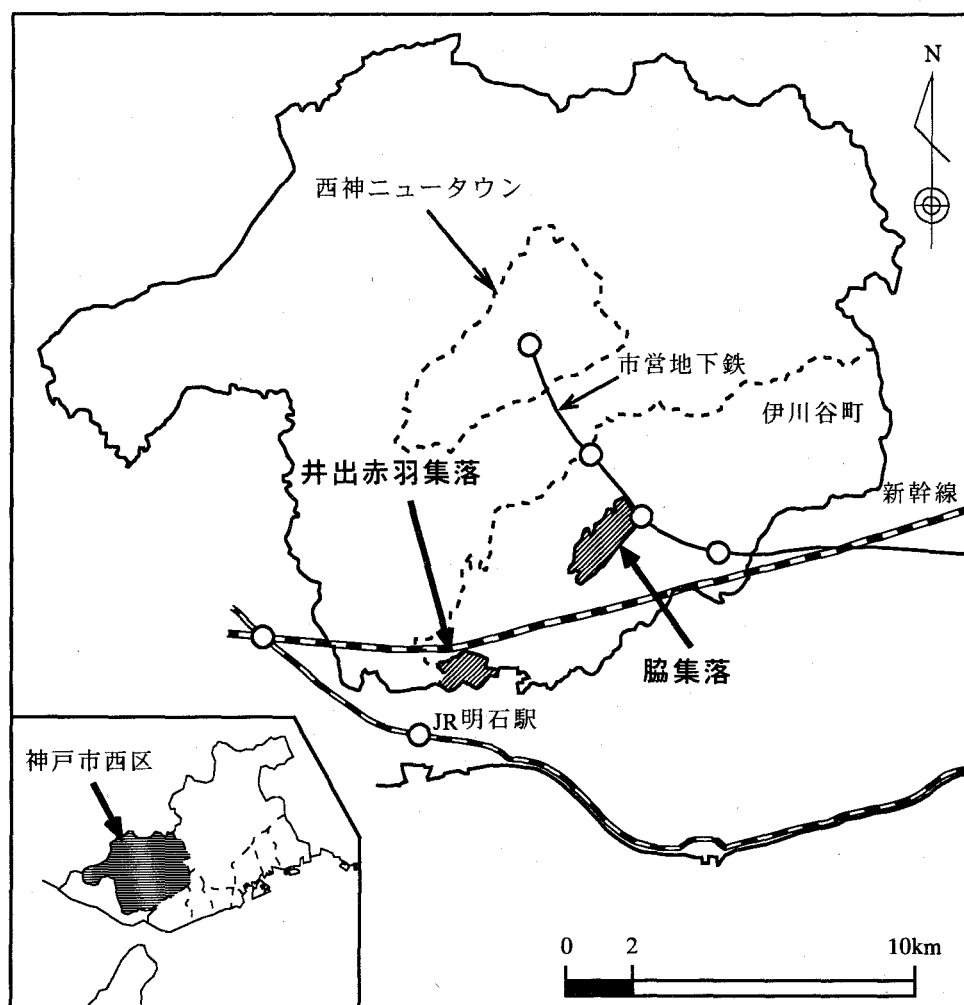 N
西神ニュータウン
市営地下鉄
伊川谷町
井出赤羽集落
新幹線
脇集落
JR明石駅
神戸市西区
0 2 10km